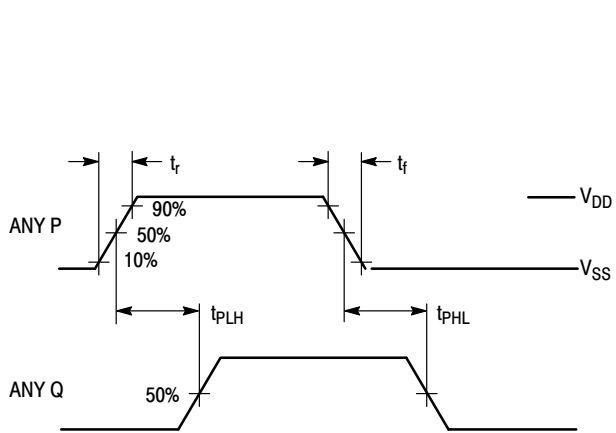 tr
tf
90%
VDD
ANY P
50%
10%
VSS
tPLH
tPHL
ANY Q
50%